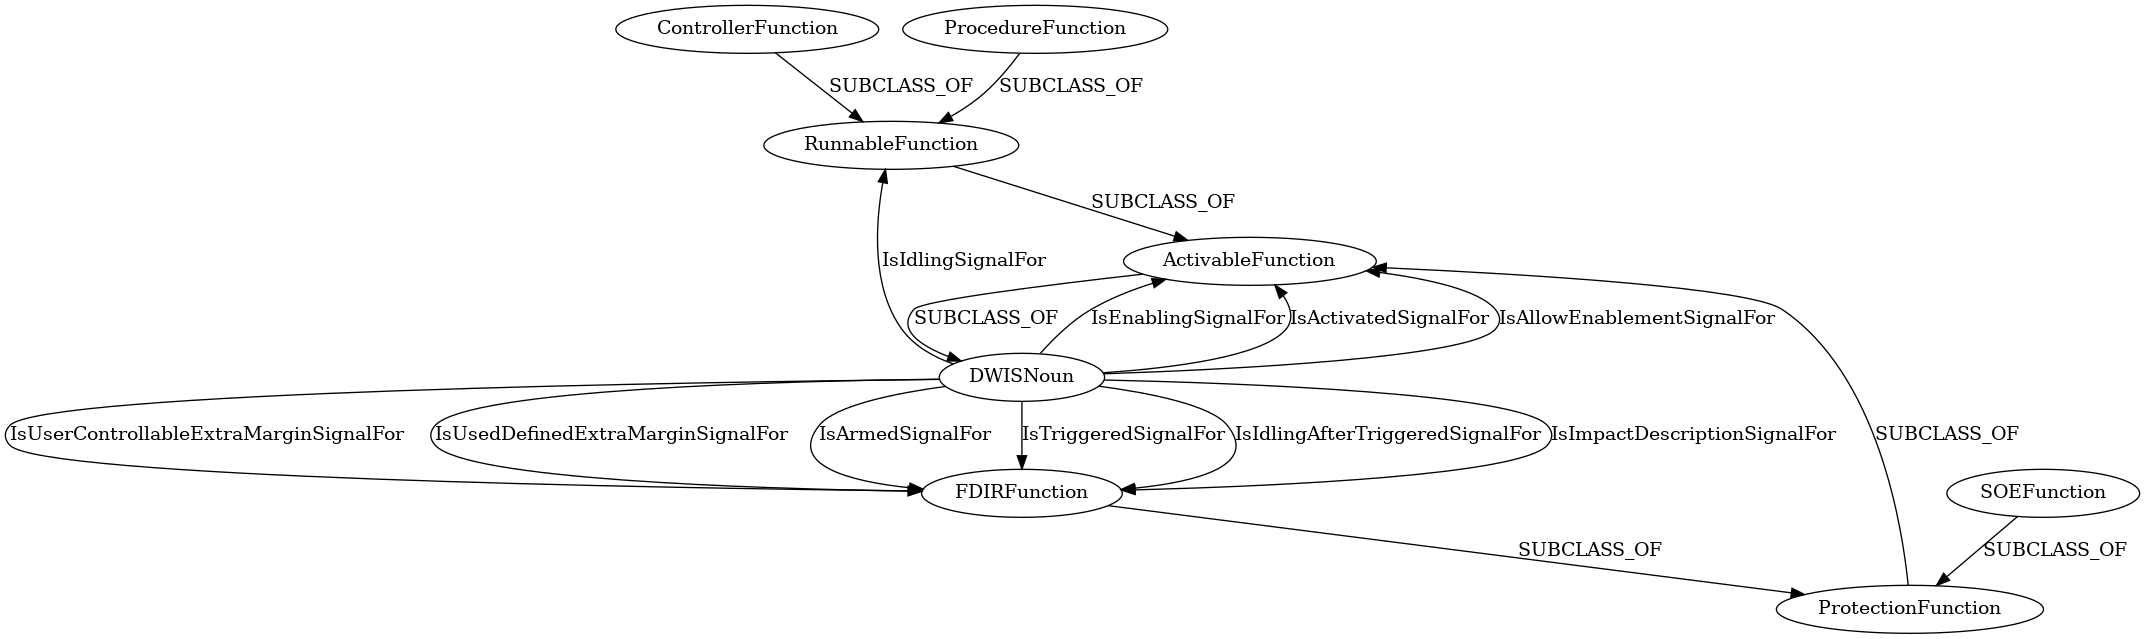 ControllerFunction
ProcedureFunction
SUBCLASS_OF
SUBCLASS_OF
RunnableFunction
SUBCLASS_OF
IsIdlingSignalFor
ActivableFunction
SUBCLASS_OF
IsEnablingSignalFor
IsActivatedSignalFor
IsAllowEnablementSignalFor
DWISNoun
IsUserControllableExtraMarginSignalFor
IsUsedDefinedExtraMarginSignalFor
IsArmedSignalFor
IsTriggeredSignalFor
IsIdlingAfterTriggeredSignalFor
IsImpactDescriptionSignalFor
SUBCLASS_OF
FDIRFunction
SOEFunction
SUBCLASS_OF
SUBCLASS_OF
ProtectionFunction